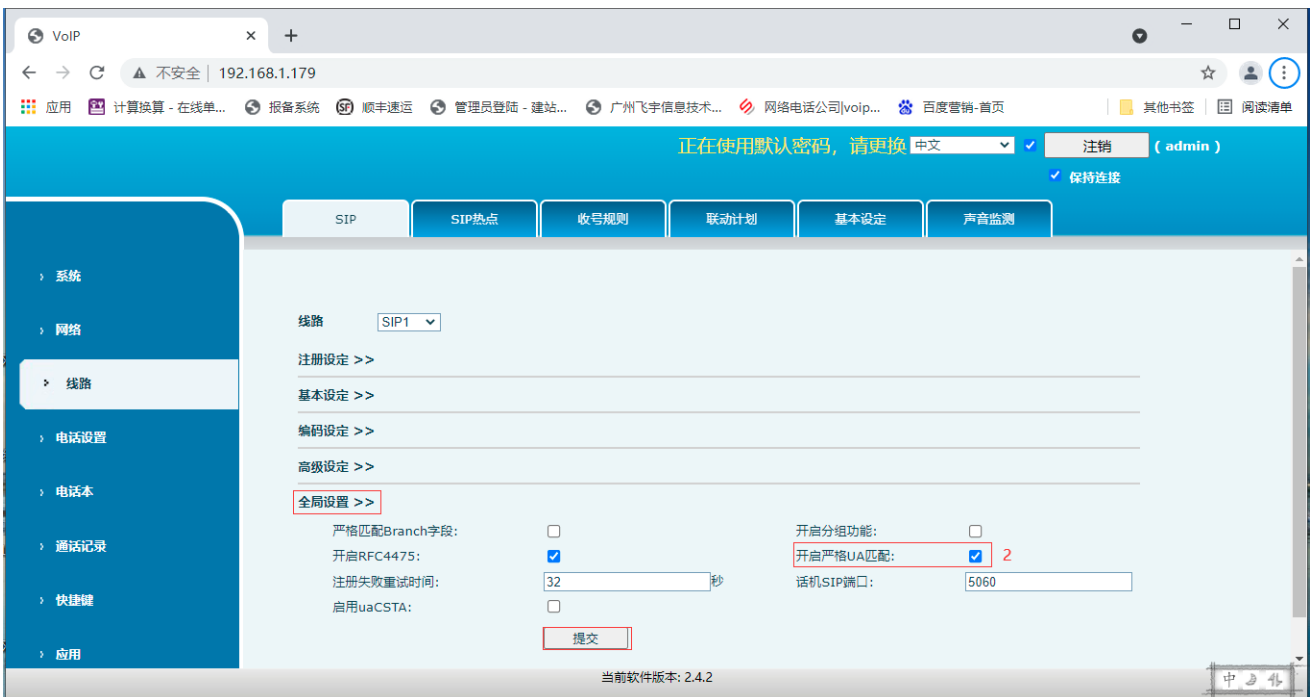 VoIP
不安全 192.168.1.179
应用 计算换算 - 在线单... 报备系统 SF 顺丰速运 管理员登陆 - 建站... 广州飞宇信息技术... 网络电话公司|voip... 百度营销-首页 其他书签 阅读清单
正在使用默认密码，请更换 中文 注销 ( admin )
保持连接
SIP SIP热点 收号规则 联动计划 基本设定 声音监测
› 系统
› 网络
› 线路
› 电话设置
› 电话本
› 通话记录
› 快捷键
› 应用
线路 SIP1
注册设定 >>
基本设定 >>
编码设定 >>
高级设定 >>
全局设置 >>
严格匹配Branch字段: 开启分组功能:
开启RFC4475: 开启严格UA匹配: 2
注册失败重试时间: 32 秒 话机SIP端口: 5060
启用uaCSTA:
提交
当前软件版本: 2.4.2
中